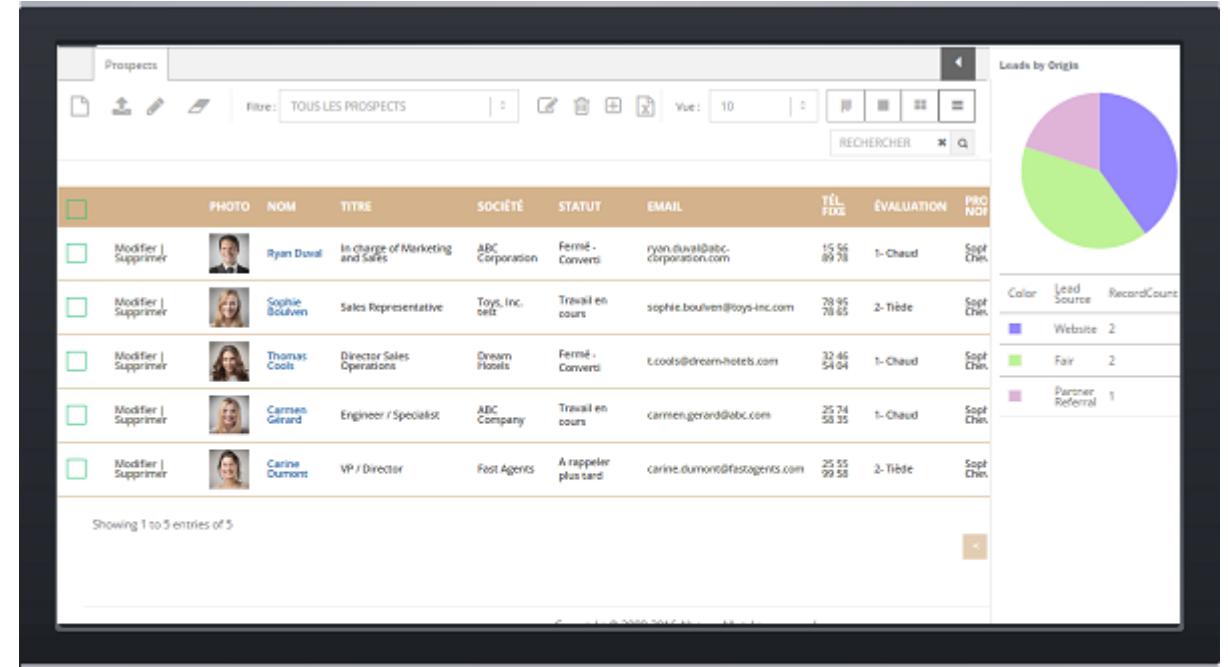 Prospects
Filtre : TOUS LES PROSPECTS Vue : 10
RECHERCHER
PHOTO NOM TITRE SOCIÉTÉ STATUT EMAIL TÉL. FIXE ÉVALUATION
Modifier | Supprimer Ryan Duval In charge of Marketing and Sales ABC Corporation Fermé - Converti ryan.duval@abc-corporation.com 15 56 89 78 1- Chaud
Modifier | Supprimer Sophie Boulven Sales Representative Toys, Inc. Travail en cours sophie.boulven@toys-inc.com 78 95 78 65 2- Tiède
Modifier | Supprimer Thomas Cools Director Sales Operations Dream Hotels Fermé - Converti t.cools@dream-hotels.com 32 46 54 04 1- Chaud
Modifier | Supprimer Carmen Gérard Engineer / Specialist ABC Company Travail en cours carmen.gerard@abc.com 25 74 58 35 1- Chaud
Modifier | Supprimer Carine Dumont VP / Director Fast Agents A rappeler plus tard carine.dumont@fastagents.com 25 55 99 58 2- Tiède
Showing 1 to 5 entries of 5
Leads by Origin
Color Lead Source RecordCount
Website 2
Fair 2
Partner Referral 1